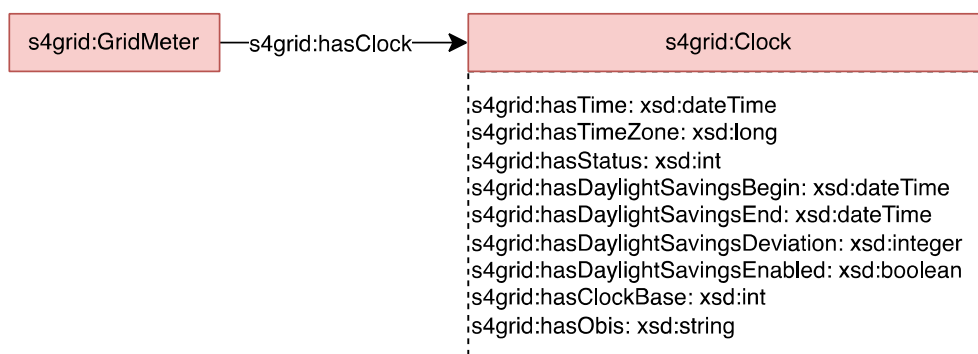 s4grid:GridMeter
s4grid:hasClock
s4grid:Clock
s4grid:hasTime: xsd:dateTime
s4grid:hasTimeZone: xsd:long
s4grid:hasStatus: xsd:int
s4grid:hasDaylightSavingsBegin: xsd:dateTime
s4grid:hasDaylightSavingsEnd: xsd:dateTime
s4grid:hasDaylightSavingsDeviation: xsd:integer
s4grid:hasDaylightSavingsEnabled: xsd:boolean
s4grid:hasClockBase: xsd:int
s4grid:hasObis: xsd:string